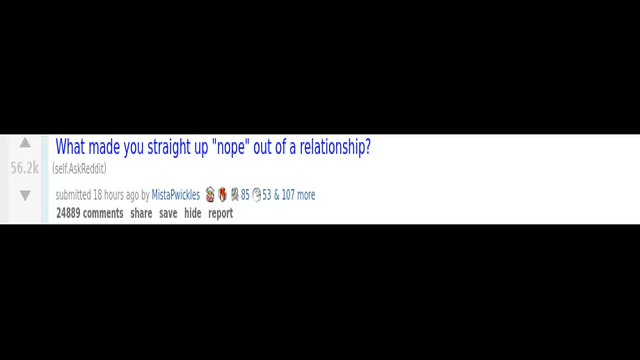 What made you straight up "nope" out of a relationship?
56.2k (self.AskReddit)
submitted 18 hours ago by MistaPwickles 85 53 & 107 more
24889 comments share save hide report